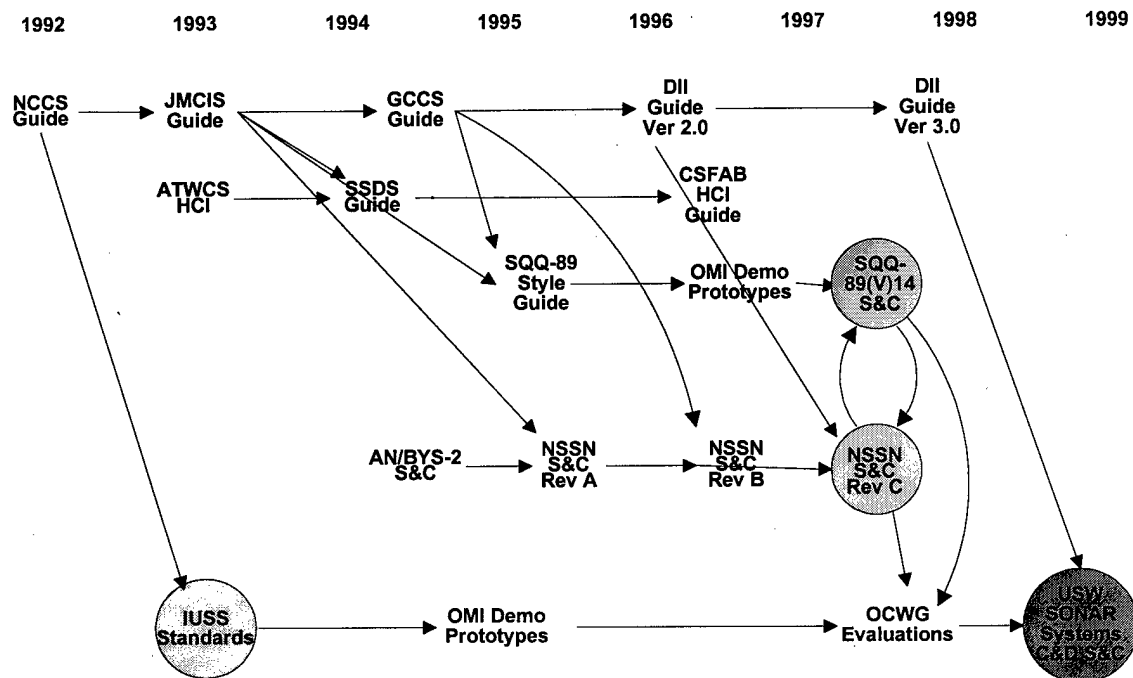 1992 1993 1994 1995 1996 1997 1998 1999
NCCS
Guide
JMCIS
Guide
GCCS
Guide
DII
Guide
Ver 2.0
DII
Guide
Ver 3.0
ATWCS
HCI
SSDS
Guide
CSFAB
HCI
Guide
SQQ-89
Style
Guide
OMI Demo
Prototypes
SQQ-
89(V)14
S&C
AN/BYS-2
S&C
NSSN
S&C
Rev A
NSSN
S&C
Rev B
NSSN
S&C
Rev C
IUSS
Standards
OMI Demo
Prototypes
OCWG
Evaluations
USW
SONAR
Systems
C&D S&C